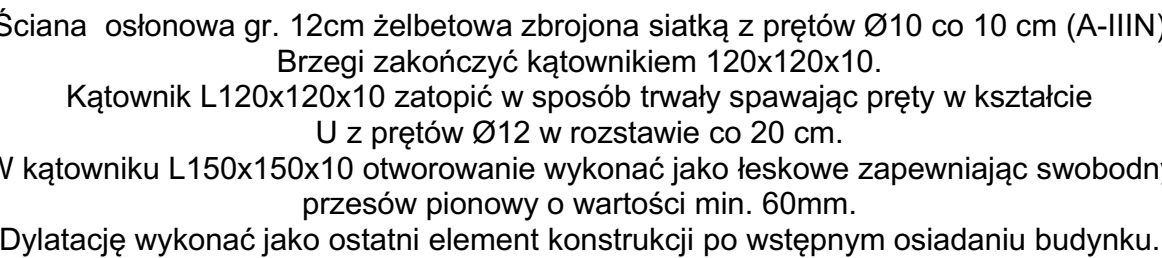 Ściana osłonowa gr. 12cm żelbetowa zbrojona siatką z prętów Ø10 co 10 cm (A-IIIN)
Brzegi zakończyć kątownikiem 120x120x10.
Kątownik L120x120x10 zatopić w sposób trwały spawając pręty w kształcie
U z prętów Ø12 w rozstawie co 20 cm.
W kątowniku L150x150x10 otworowanie wykonać jako łeskowe zapewniając swobodny
przesów pionowy o wartości min. 60mm.
Dylatację wykonać jako ostatni element konstrukcji po wstępnym osiadaniu budynku.